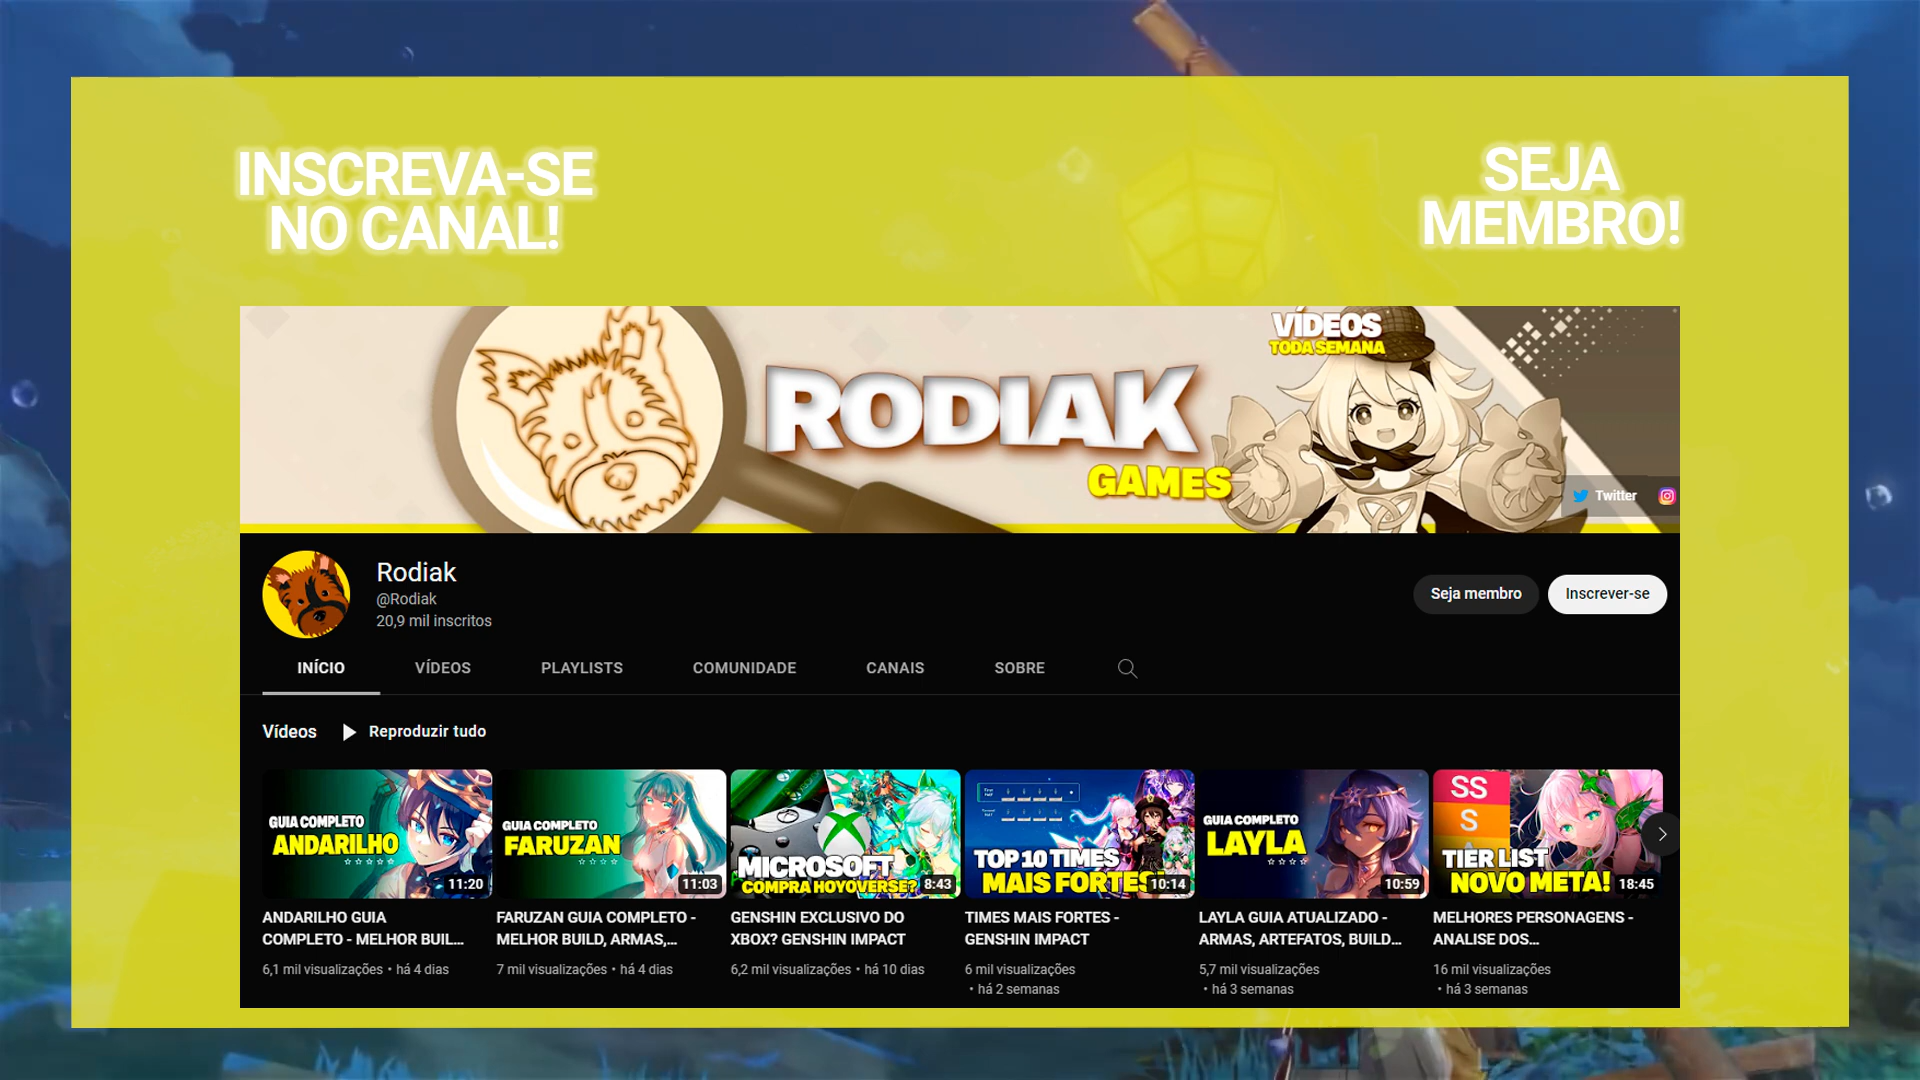 INSCREVA-SE
NO CANAL!
SEJA
MEMBRO!
VÍDEOS
TODA SEMANA
RODIAK
GAMES
Twitter
Rodiak
@Rodiak
20,9 mil inscritos
Seja membro
Inscrever-se
INÍCIO
VÍDEOS
PLAYLISTS
COMUNIDADE
CANAIS
SOBRE
Vídeos
Reproduzir tudo
GUIA COMPLETO
ANDARILHO
11:20
ANDARILHO GUIA
COMPLETO - MELHOR BUIL...
6,1 mil visualizações • há 4 dias
GUIA COMPLETO
FARUZAN
11:03
FARUZAN GUIA COMPLETO -
MELHOR BUILD, ARMAS,...
7 mil visualizações • há 4 dias
MICROSOFT
COMPRA HOYOVERSE?
8:43
GENSHIN EXCLUSIVO DO
XBOX? GENSHIN IMPACT
6,2 mil visualizações • há 10 dias
TOP 10 TIMES
MAIS FORTES
10:14
TIMES MAIS FORTES -
GENSHIN IMPACT
6 mil visualizações
• há 2 semanas
GUIA COMPLETO
LAYLA
10:59
LAYLA GUIA ATUALIZADO -
ARMAS, ARTEFATOS, BUILD...
5,7 mil visualizações
• há 3 semanas
SS
S
TIER LIST
NOVO META!
18:45
MELHORES PERSONAGENS -
ANALISE DOS...
16 mil visualizações
• há 3 semanas